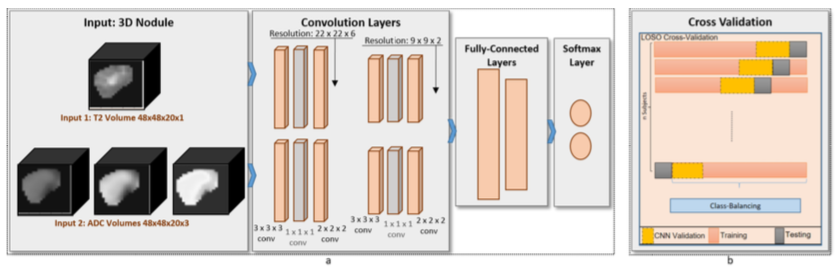 Input: 3D Nodule
Input 1: T2 Volume 48x48x20x1
Input 2: ADC Volumes 48x48x20x3
Convolution Layers
Resolution: 22 x 22 x 6
Resolution: 9 x 9 x 2
3 x 3 x 3
conv
1 x 1 x 1
conv
2 x 2 x 2
conv
3 x 3 x 3
conv
1 x 1 x 1
conv
2 x 2 x 2
conv
Fully-Connected
Layers
Softmax
Layer
a
Cross Validation
LOSO Cross-Validation
n Subjects
Class-Balancing
CNN Validation
Training
Testing
b